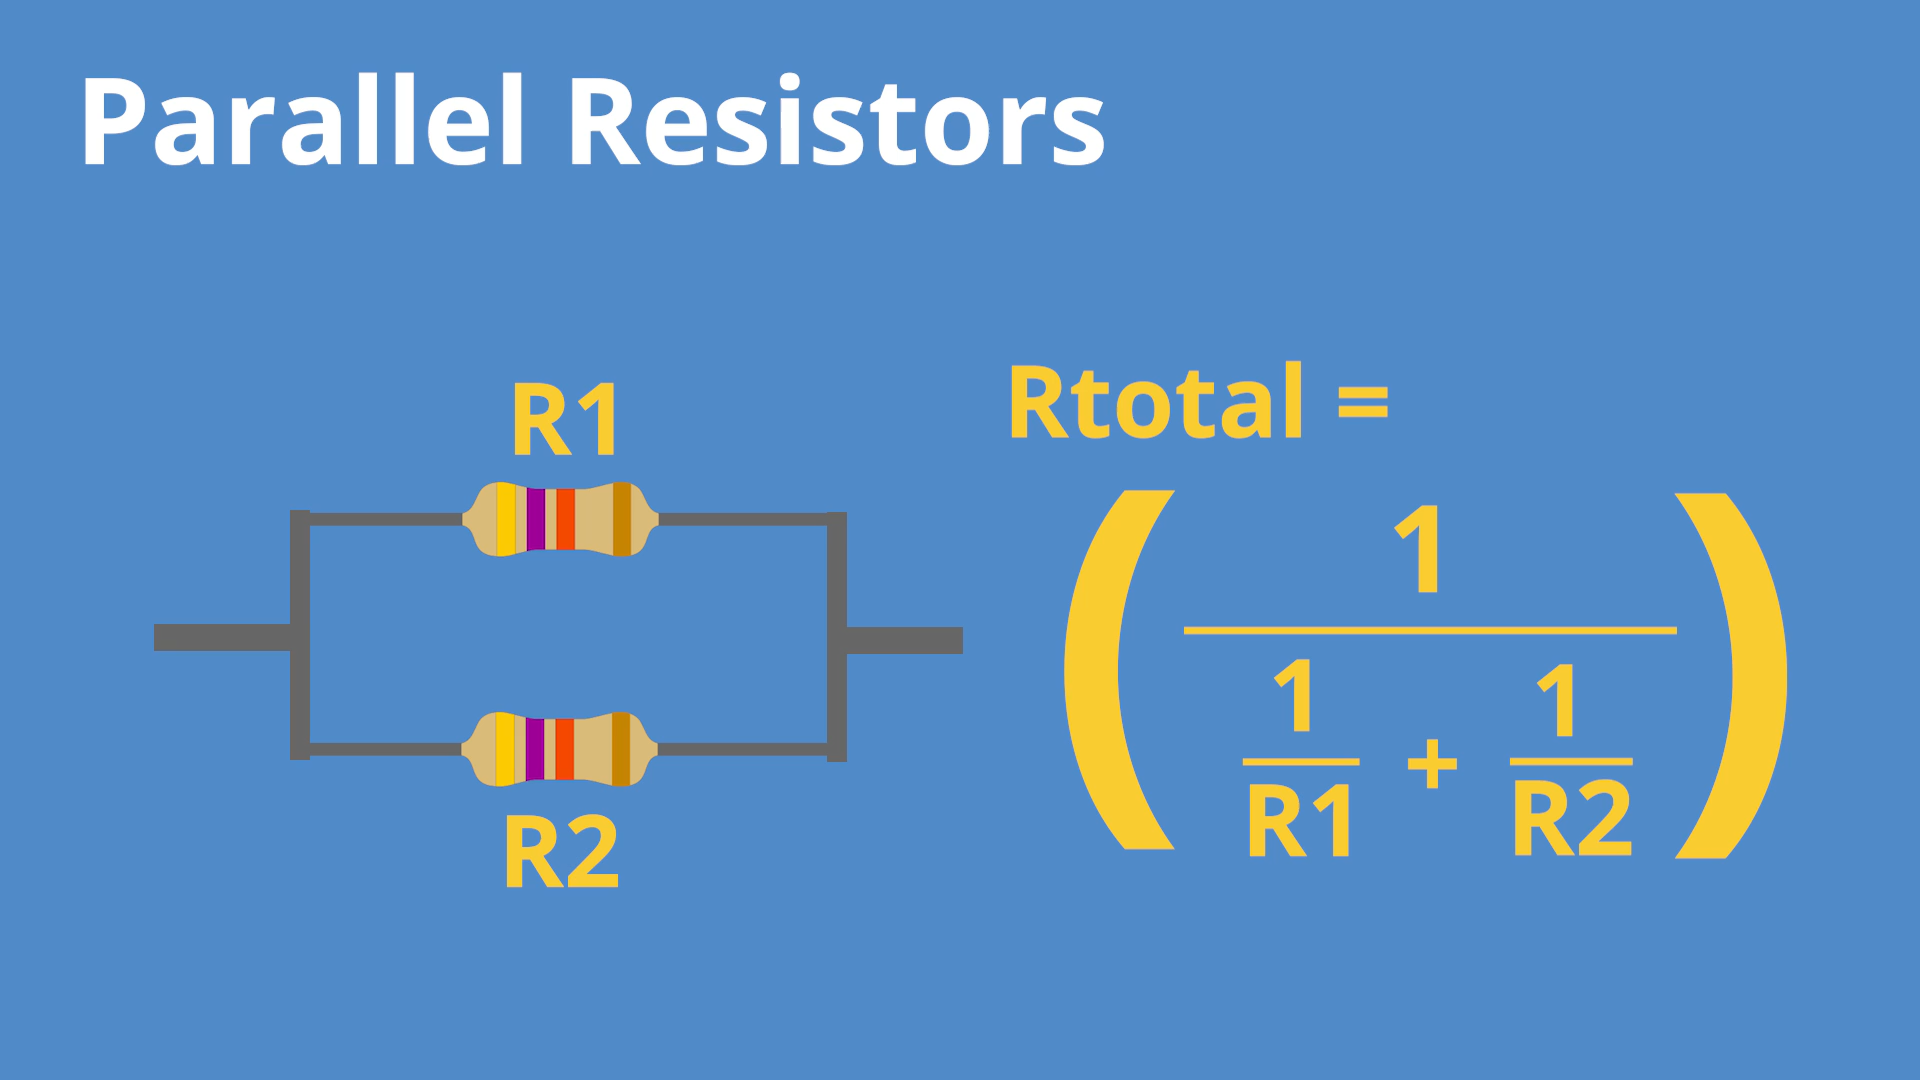 Parallel Resistors
R1
R2
Rtotal =
( 1 )
1 + 1
R1 R2